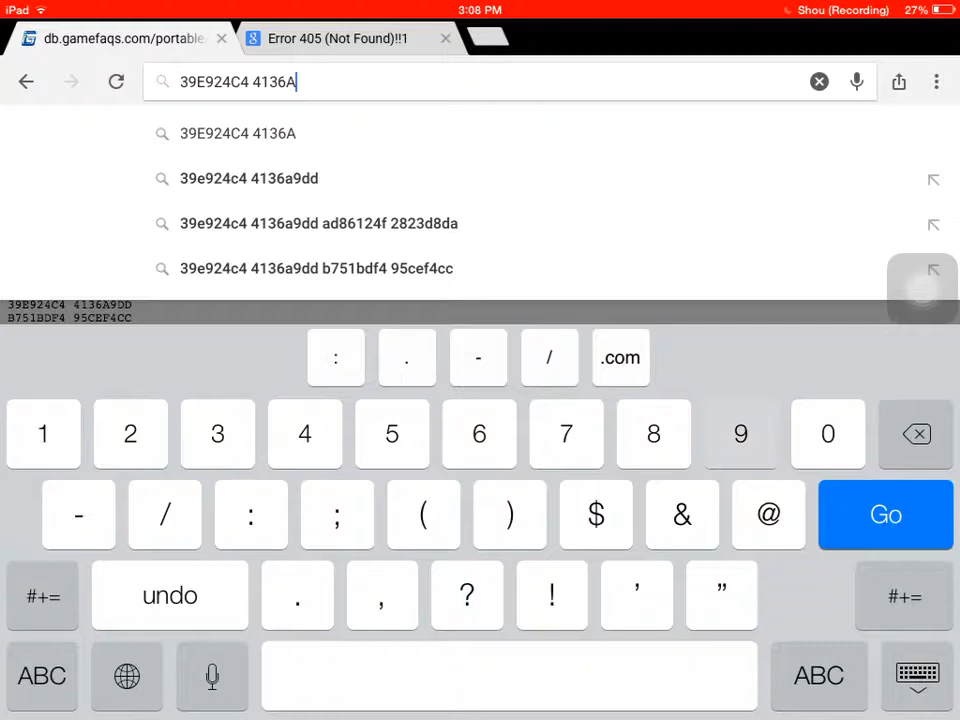 iPad 3:08 PM Shou (Recording) 27%
db.gamefaqs.com/portable
Error 405 (Not Found)!!1
39E924C4 4136A
39E924C4 4136A
39e924c4 4136a9dd
39e924c4 4136a9dd ad86124f 2823d8da
39e924c4 4136a9dd b751bdf4 95cef4cc
39E924C4 4136A9DD
B751BDF4 95CEF4CC
: . - / .com
1 2 3 4 5 6 7 8 9 0
- / : ; ( ) $ & @ Go
#+= undo . , ? ! ’ ” #+=
ABC ABC